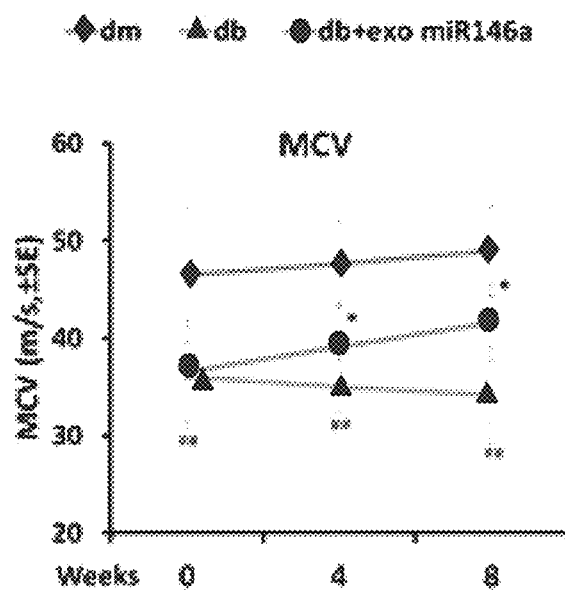 dm db db+exo miR146a
MCV
60
50
40
30
20
MCV (m/s,±SE)
*
*
**
**
**
Weeks 0 4 8